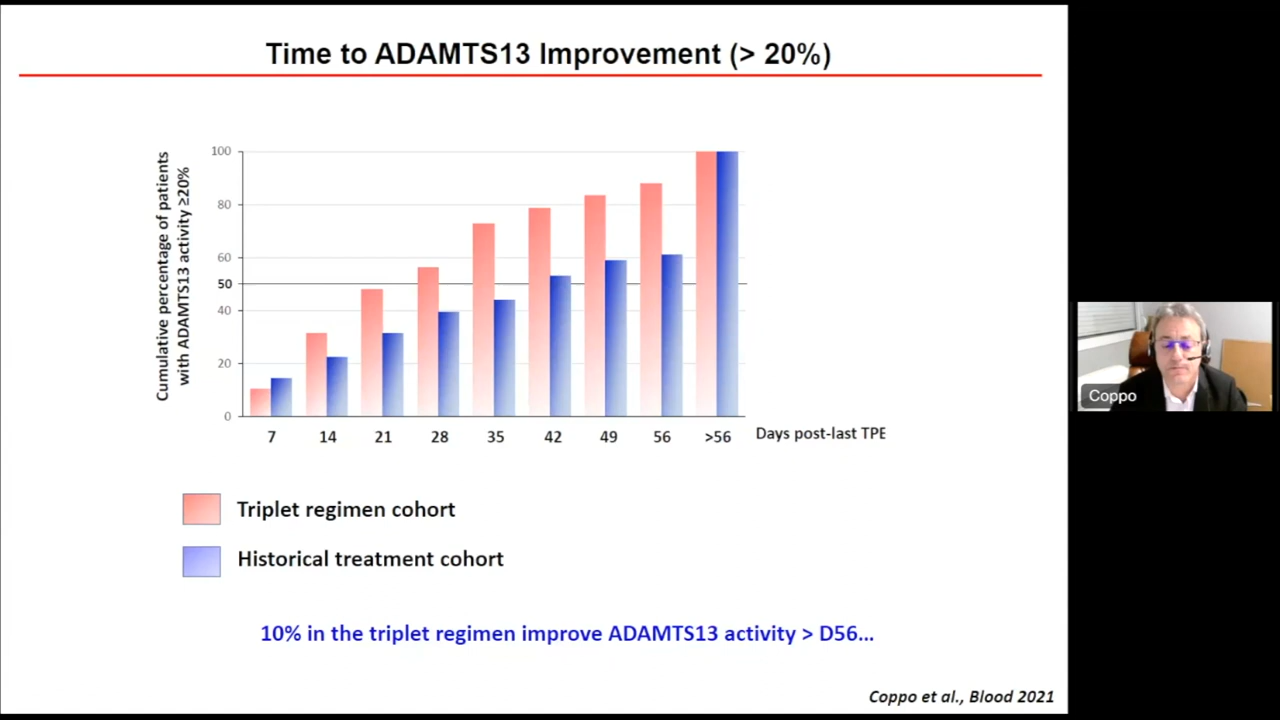 Time to ADAMTS13 Improvement (> 20%)
Cumulative percentage of patients
with ADAMTS13 activity ≥20%
100
80
60
50
40
20
0
7 14 21 28 35 42 49 56 >56 Days post-last TPE
Triplet regimen cohort
Historical treatment cohort
10% in the triplet regimen improve ADAMTS13 activity > D56...
Coppo et al., Blood 2021
Coppo